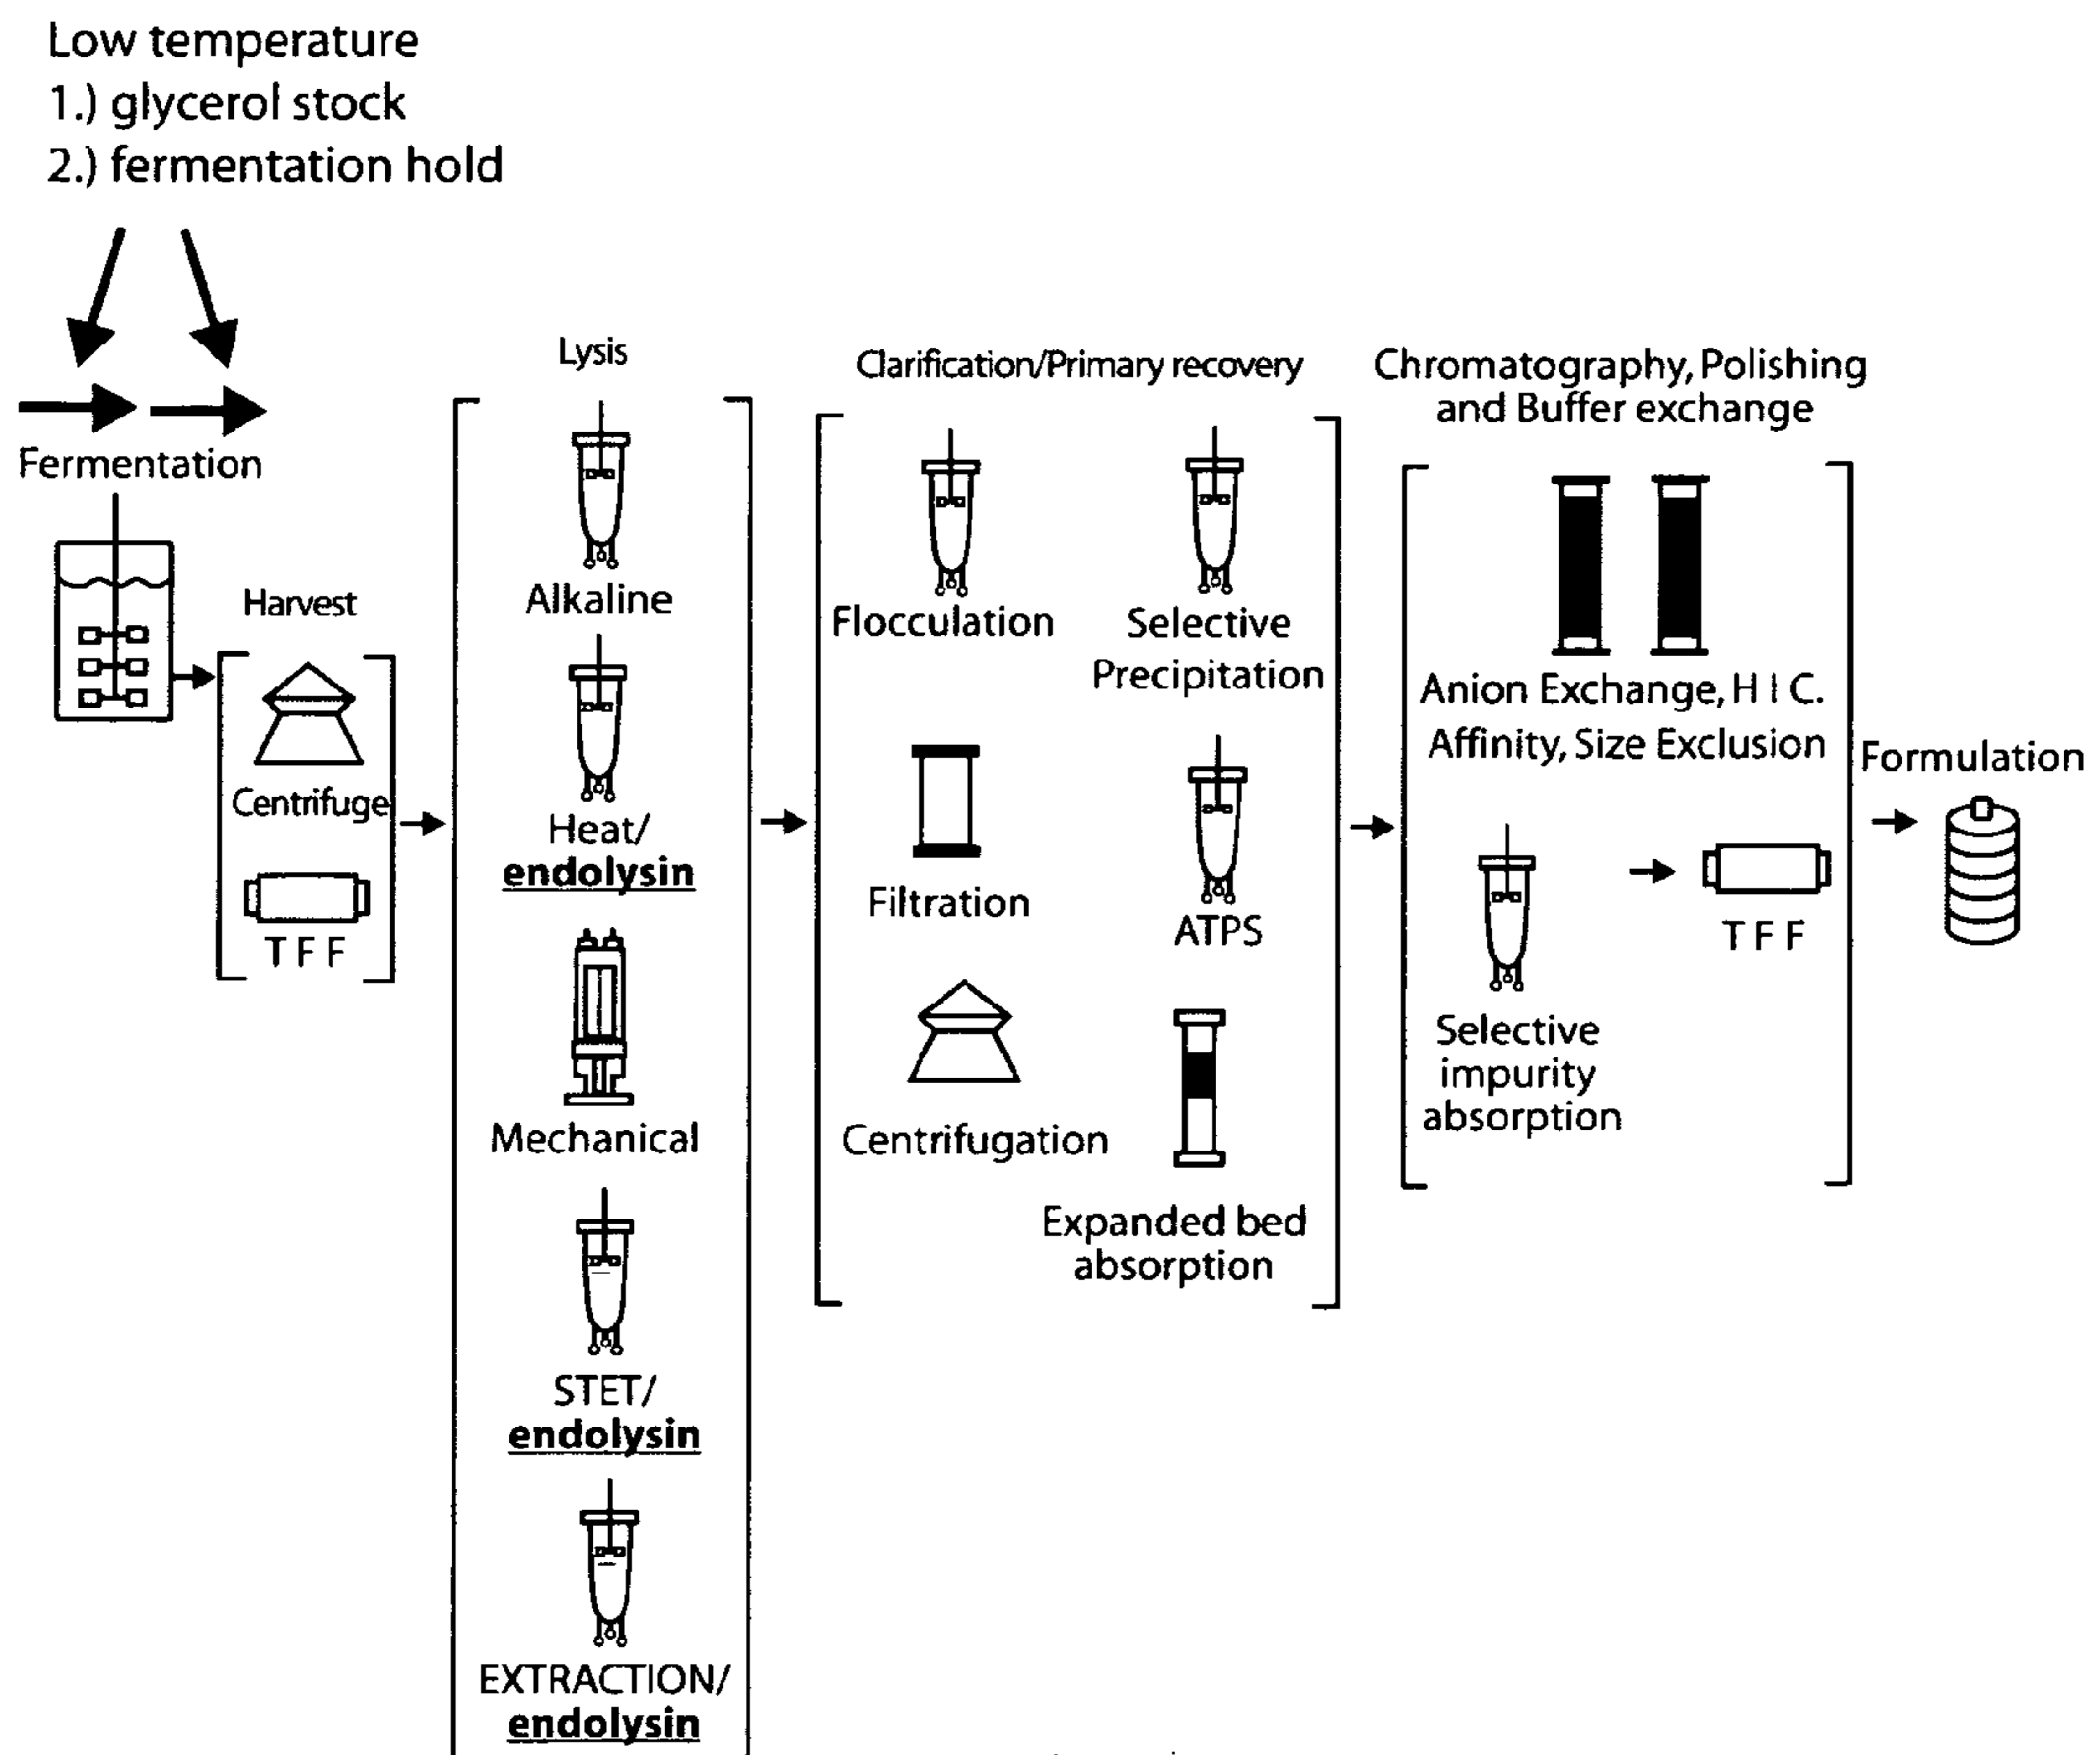 Low temperature
1.) glycerol stock
2.) fermentation hold
Fermentation
Harvest
Centrifuge
T F F
Lysis
Alkaline
Heat/
endolysin
Mechanical
STET/
endolysin
EXTRACTION/
endolysin
Clarification/Primary recovery
Flocculation
Selective
Precipitation
Filtration
ATPS
Centrifugation
Expanded bed
absorption
Chromatography, Polishing
and Buffer exchange
Anion Exchange, H I C.
Affinity, Size Exclusion
Selective
impurity
absorption
T F F
Formulation